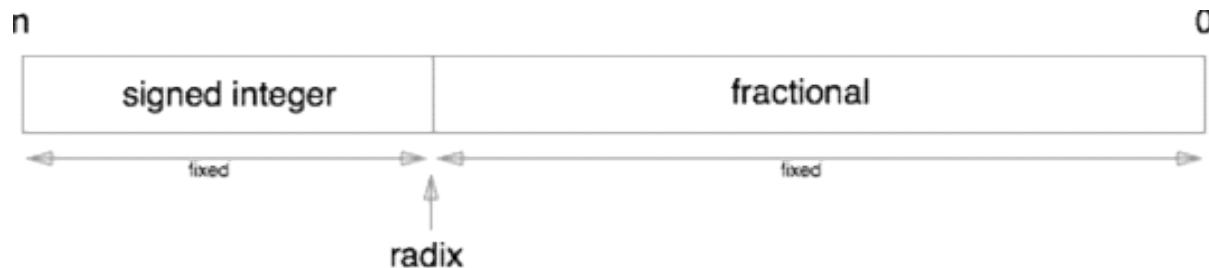 n 0
signed integer fractional
fixed fixed
radix